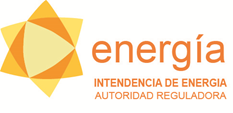 energía
INTENDENCIA DE ENERGIA
AUTORIDAD REGULADORA